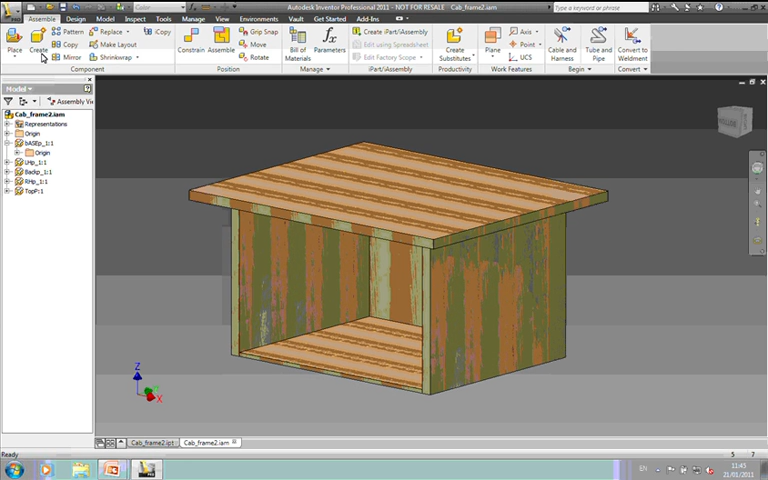 Color
Autodesk Inventor Professional 2011 - NOT FOR RESALE Cab_frame2.iam
Type a keyword or phrase
Assemble Design Model Inspect Tools Manage View Environments Vault Get Started Add-Ins
Place Create Pattern Copy Mirror Replace Make Layout Shrinkwrap iCopy
Constrain Assemble Grip Snap Move Rotate
Bill of Materials Parameters
Create iPart/iAssembly Edit using Spreadsheet Edit Factory Scope
Create Substitutes Plane Axis Point UCS
Cable and Harness Tube and Pipe Convert to Weldment
Component Position Manage iPart/iAssembly Productivity Work Features Begin Convert
Model
Assembly Vi
Cab_frame2.iam
Representations
Origin
bASEp_1:1
Origin
LHp_1:1
Backp_1:1
RHp_1:1
TopP:1
Z
X
Cab_frame2.ipt Cab_frame2.iam
Ready 5 7
EN 11:45
21/01/2011